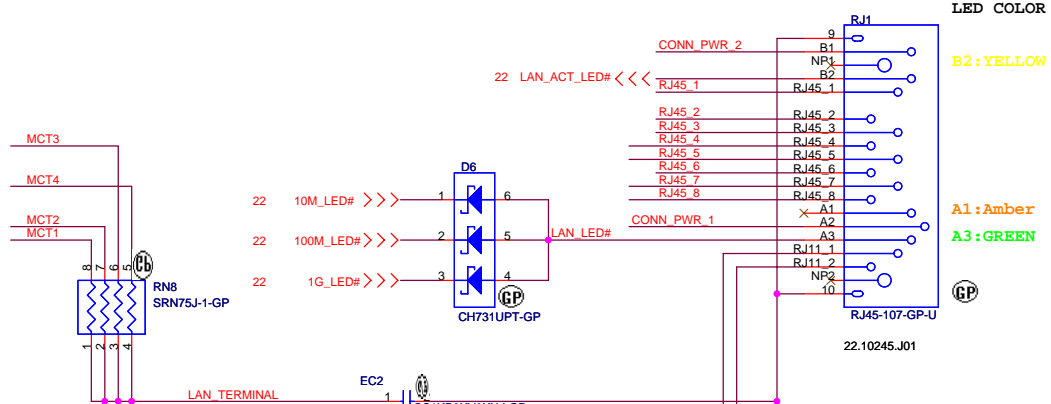 LED COLOR
RJ1
9
CONN_PWR_2
B1
NP1
B2:YELLOW
22 LAN_ACT_LED#
B2
RJ45_1
RJ45_1
RJ45_2
RJ45_2
RJ45_3
RJ45_3
MCT3
RJ45_4
RJ45_4
RJ45_5
RJ45_5
D6
RJ45_6
RJ45_6
MCT4
RJ45_7
RJ45_7
RJ45_8
RJ45_8
22 10M_LED# 1 6
A1
A1:Amber
MCT2
CONN_PWR_1
A2
MCT1
22 100M_LED# 2 5
LAN_LED#
A3
A3:GREEN
RJ11_1
8 7 6 5
RJ11_2
22 1G_LED# 3 4
NP2
RN8
10
GP
GP
SRN75J-1-GP
CH731UPT-GP
RJ45-107-GP-U
1 2 3 4
22.10245.J01
EC2
LAN_TERMINAL
1